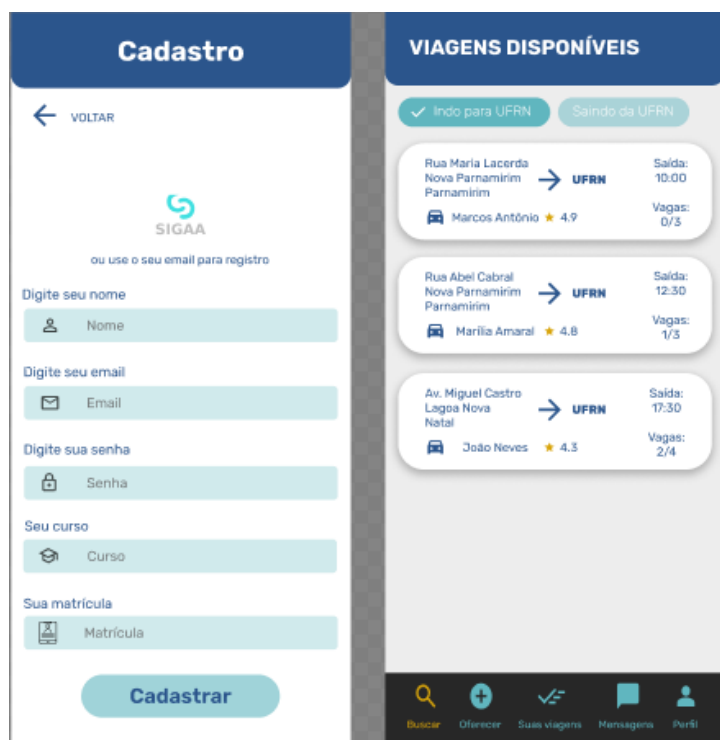 Cadastro
VOLTAR
SIGAA
ou use o seu email para registro
Digite seu nome
Nome
Digite seu email
Email
Digite sua senha
Senha
Seu curso
Curso
Sua matrícula
Matrícula
Cadastrar
VIAGENS DISPONÍVEIS
Indo para UFRN
Saindo da UFRN
Rua Maria Lacerda
Nova Parnamirim
Parnamirim
UFRN
Saída:
10:00
Marcos Antônio ★ 4.9
Vagas:
0/3
Rua Abel Cabral
Nova Parnamirim
Parnamirim
UFRN
Saída:
12:30
Marília Amaral ★ 4.8
Vagas:
1/3
Av. Miguel Castro
Lagoa Nova
Natal
UFRN
Saída:
17:30
João Neves ★ 4.3
Vagas:
2/4
Buscar
Oferecer
Suas viagens
Mensagens
Perfil